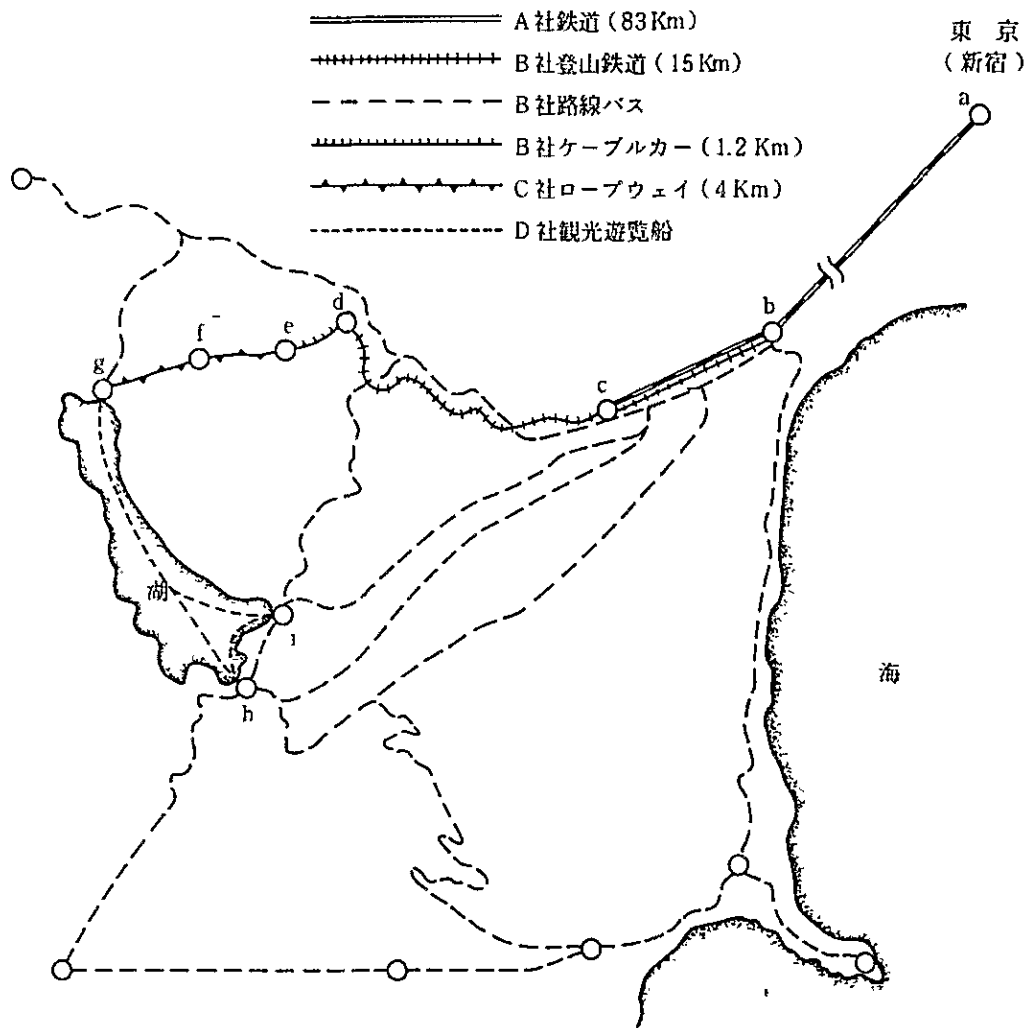 A社鉄道 (83Km)
B社登山鉄道 (15Km)
B社路線バス
B社ケーブルカー (1.2Km)
C社ロープウェイ (4Km)
D社観光遊覧船
東 京
(新宿)
a
b
c
d
e
f
g
湖
i
h
海